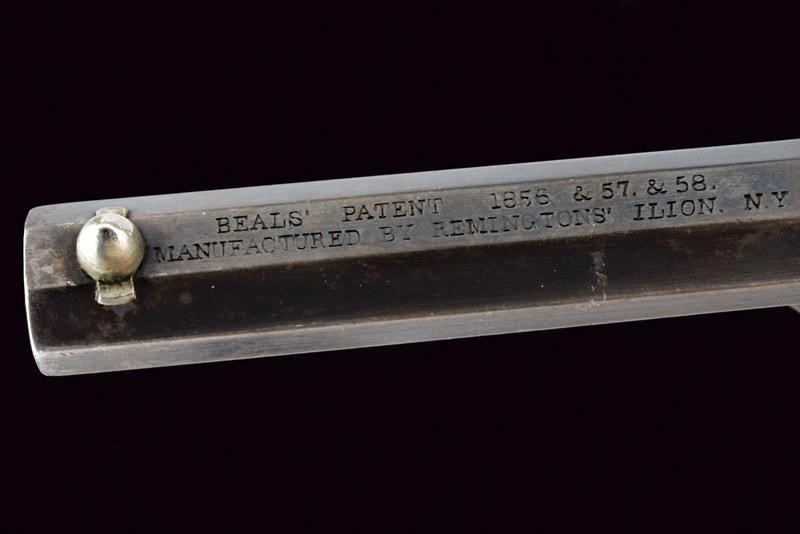 BEALS' PATENT 1856 & 57. & 58.
MANUFACTURED BY REMINGTONS' ILION. N.Y